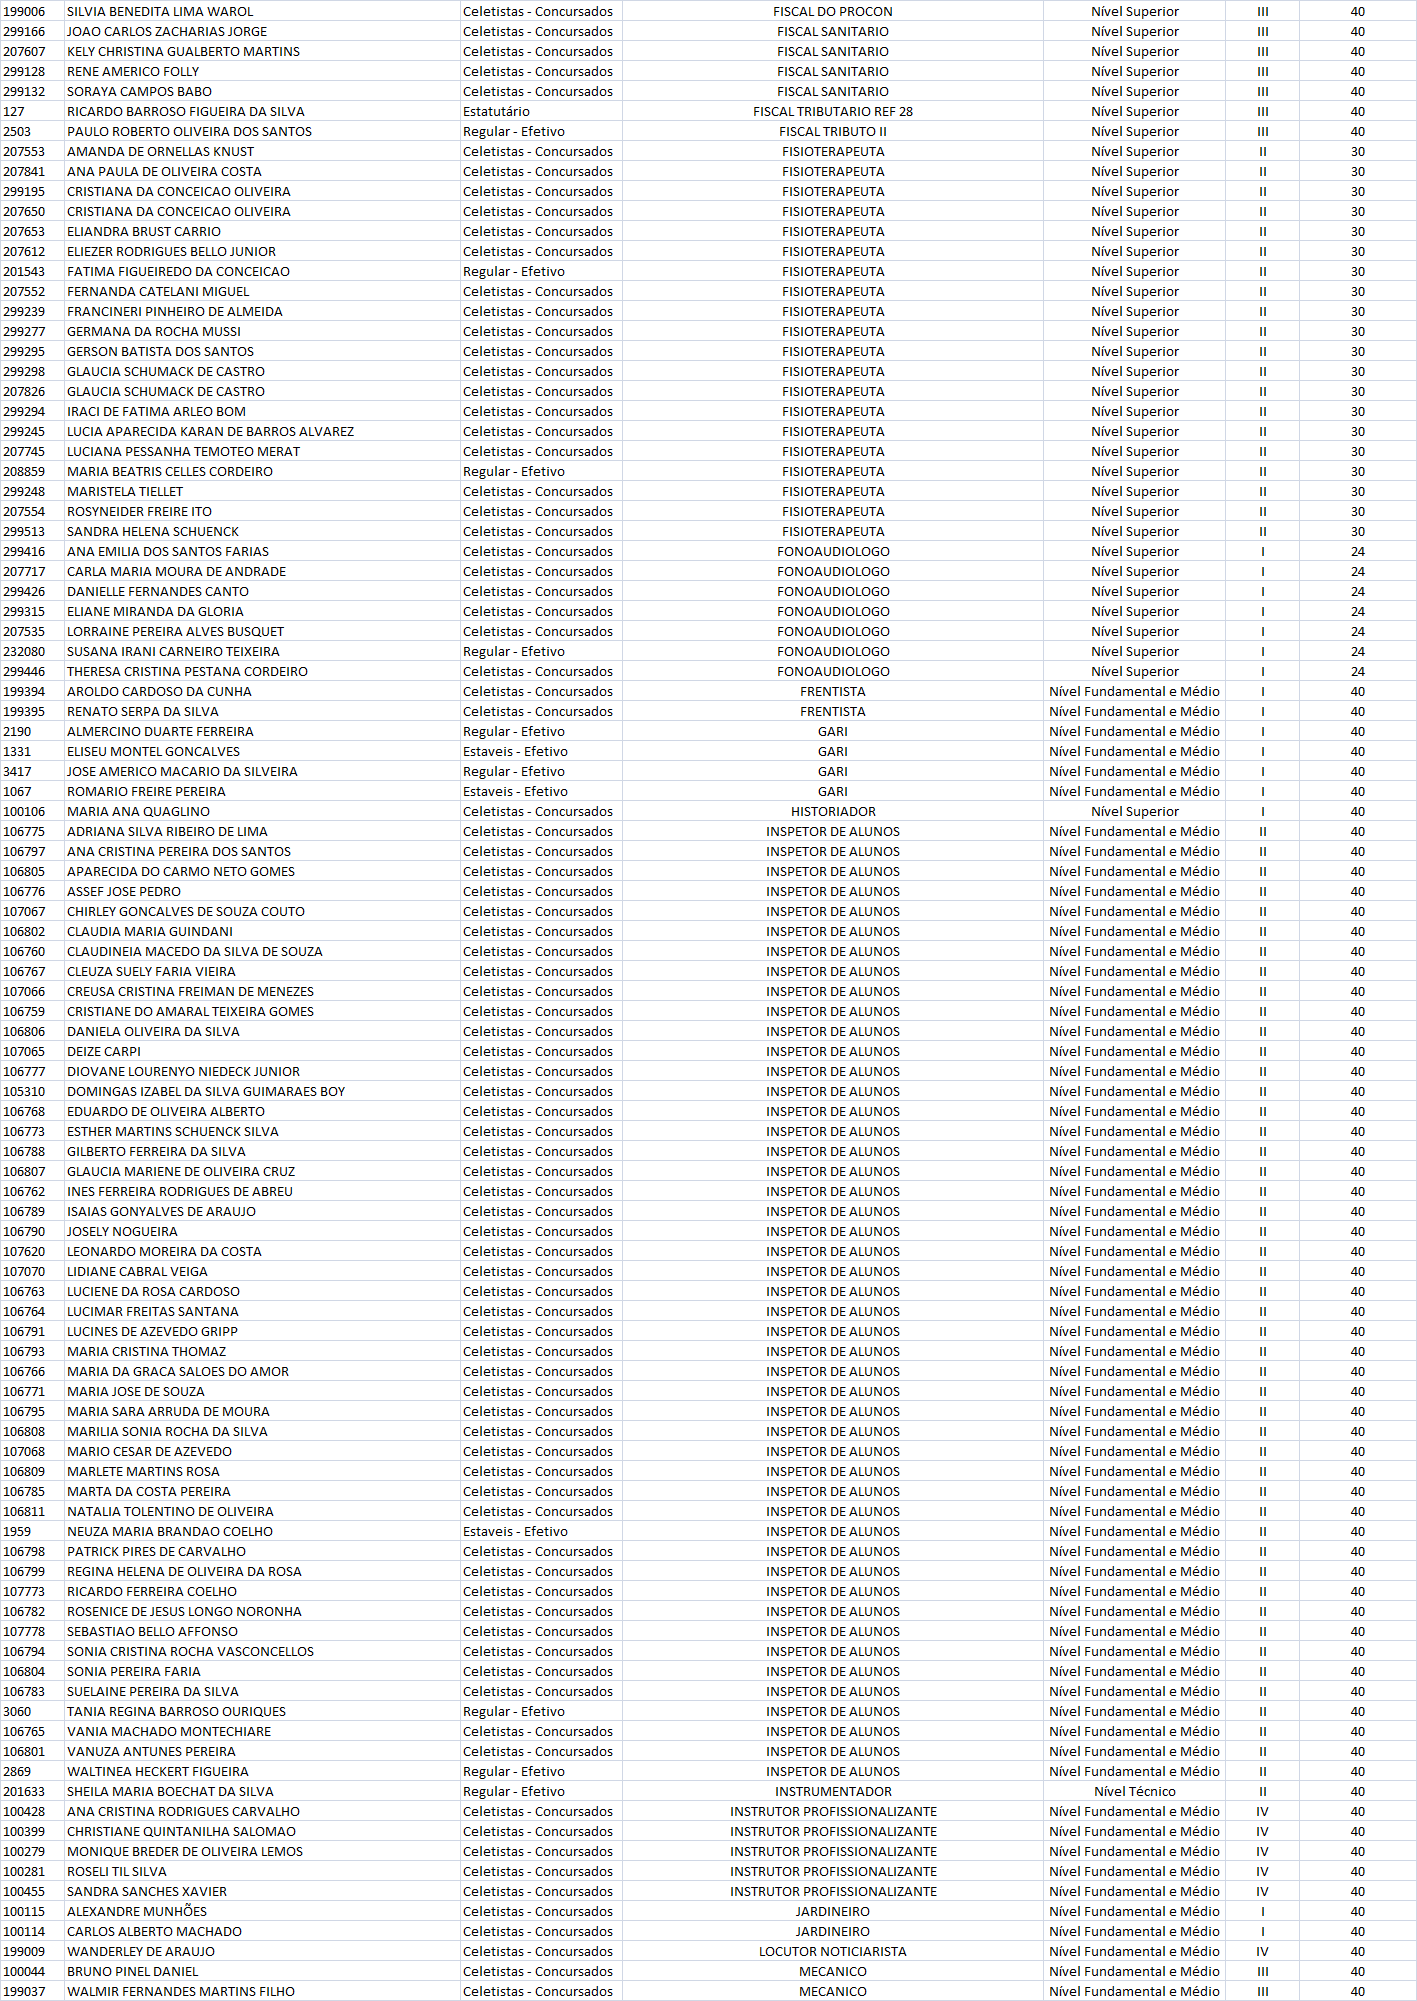 199006 SILVIA BENEDITA LIMA WAROL Celetistas - Concursados FISCAL DO PROCON Nível Superior III 40
299166 JOAO CARLOS ZACHARIAS JORGE Celetistas - Concursados FISCAL SANITARIO Nível Superior III 40
207607 KELY CHRISTINA GUALBERTO MARTINS Celetistas - Concursados FISCAL SANITARIO Nível Superior III 40
299128 RENE AMERICO FOLLY Celetistas - Concursados FISCAL SANITARIO Nível Superior III 40
299132 SORAYA CAMPOS BABO Celetistas - Concursados FISCAL SANITARIO Nível Superior III 40
127 RICARDO BARROSO FIGUEIRA DA SILVA Estatutário FISCAL TRIBUTARIO REF 28 Nível Superior III 40
2503 PAULO ROBERTO OLIVEIRA DOS SANTOS Regular - Efetivo FISCAL TRIBUTO II Nível Superior III 40
207553 AMANDA DE ORNELLAS KNUST Celetistas - Concursados FISIOTERAPEUTA Nível Superior II 30
207841 ANA PAULA DE OLIVEIRA COSTA Celetistas - Concursados FISIOTERAPEUTA Nível Superior II 30
299195 CRISTIANA DA CONCEICAO OLIVEIRA Celetistas - Concursados FISIOTERAPEUTA Nível Superior II 30
207650 CRISTIANA DA CONCEICAO OLIVEIRA Celetistas - Concursados FISIOTERAPEUTA Nível Superior II 30
207653 ELIANDRA BRUST CARRIO Celetistas - Concursados FISIOTERAPEUTA Nível Superior II 30
207612 ELIEZER RODRIGUES BELLO JUNIOR Celetistas - Concursados FISIOTERAPEUTA Nível Superior II 30
201543 FATIMA FIGUEIREDO DA CONCEICAO Regular - Efetivo FISIOTERAPEUTA Nível Superior II 30
207552 FERNANDA CATELANI MIGUEL Celetistas - Concursados FISIOTERAPEUTA Nível Superior II 30
299239 FRANCINERI PINHEIRO DE ALMEIDA Celetistas - Concursados FISIOTERAPEUTA Nível Superior II 30
299277 GERMANA DA ROCHA MUSSI Celetistas - Concursados FISIOTERAPEUTA Nível Superior II 30
299295 GERSON BATISTA DOS SANTOS Celetistas - Concursados FISIOTERAPEUTA Nível Superior II 30
299298 GLAUCIA SCHUMACK DE CASTRO Celetistas - Concursados FISIOTERAPEUTA Nível Superior II 30
207826 GLAUCIA SCHUMACK DE CASTRO Celetistas - Concursados FISIOTERAPEUTA Nível Superior II 30
299294 IRACI DE FATIMA ARLEO BOM Celetistas - Concursados FISIOTERAPEUTA Nível Superior II 30
299245 LUCIA APARECIDA KARAN DE BARROS ALVAREZ Celetistas - Concursados FISIOTERAPEUTA Nível Superior II 30
207745 LUCIANA PESSANHA TEMOTEO MERAT Celetistas - Concursados FISIOTERAPEUTA Nível Superior II 30
208859 MARIA BEATRIS CELLES CORDEIRO Regular - Efetivo FISIOTERAPEUTA Nível Superior II 30
299248 MARISTELA TIELLET Celetistas - Concursados FISIOTERAPEUTA Nível Superior II 30
207554 ROSYNEIDER FREIRE ITO Celetistas - Concursados FISIOTERAPEUTA Nível Superior II 30
299513 SANDRA HELENA SCHUENCK Celetistas - Concursados FISIOTERAPEUTA Nível Superior II 30
299416 ANA EMILIA DOS SANTOS FARIAS Celetistas - Concursados FONOAUDIOLOGO Nível Superior I 24
207717 CARLA MARIA MOURA DE ANDRADE Celetistas - Concursados FONOAUDIOLOGO Nível Superior I 24
299426 DANIELLE FERNANDES CANTO Celetistas - Concursados FONOAUDIOLOGO Nível Superior I 24
299315 ELIANE MIRANDA DA GLORIA Celetistas - Concursados FONOAUDIOLOGO Nível Superior I 24
207535 LORRAINE PEREIRA ALVES BUSQUET Celetistas - Concursados FONOAUDIOLOGO Nível Superior I 24
232080 SUSANA IRANI CARNEIRO TEIXEIRA Regular - Efetivo FONOAUDIOLOGO Nível Superior I 24
299446 THERESA CRISTINA PESTANA CORDEIRO Celetistas - Concursados FONOAUDIOLOGO Nível Superior I 24
199394 AROLDO CARDOSO DA CUNHA Celetistas - Concursados FRENTISTA Nível Fundamental e Médio I 40
199395 RENATO SERPA DA SILVA Celetistas - Concursados FRENTISTA Nível Fundamental e Médio I 40
2190 ALMERCINO DUARTE FERREIRA Regular - Efetivo GARI Nível Fundamental e Médio I 40
1331 ELISEU MONTEL GONCALVES Estaveis - Efetivo GARI Nível Fundamental e Médio I 40
3417 JOSE AMERICO MACARIO DA SILVEIRA Regular - Efetivo GARI Nível Fundamental e Médio I 40
1067 ROMARIO FREIRE PEREIRA Estaveis - Efetivo GARI Nível Fundamental e Médio I 40
100106 MARIA ANA QUAGLINO Celetistas - Concursados HISTORIADOR Nível Superior I 40
106775 ADRIANA SILVA RIBEIRO DE LIMA Celetistas - Concursados INSPETOR DE ALUNOS Nível Fundamental e Médio II 40
106797 ANA CRISTINA PEREIRA DOS SANTOS Celetistas - Concursados INSPETOR DE ALUNOS Nível Fundamental e Médio II 40
106805 APARECIDA DO CARMO NETO GOMES Celetistas - Concursados INSPETOR DE ALUNOS Nível Fundamental e Médio II 40
106776 ASSEF JOSE PEDRO Celetistas - Concursados INSPETOR DE ALUNOS Nível Fundamental e Médio II 40
107067 CHIRLEY GONCALVES DE SOUZA COUTO Celetistas - Concursados INSPETOR DE ALUNOS Nível Fundamental e Médio II 40
106802 CLAUDIA MARIA GUINDANI Celetistas - Concursados INSPETOR DE ALUNOS Nível Fundamental e Médio II 40
106760 CLAUDINEIA MACEDO DA SILVA DE SOUZA Celetistas - Concursados INSPETOR DE ALUNOS Nível Fundamental e Médio II 40
106767 CLEUZA SUELY FARIA VIEIRA Celetistas - Concursados INSPETOR DE ALUNOS Nível Fundamental e Médio II 40
107066 CREUSA CRISTINA FREIMAN DE MENEZES Celetistas - Concursados INSPETOR DE ALUNOS Nível Fundamental e Médio II 40
106759 CRISTIANE DO AMARAL TEIXEIRA GOMES Celetistas - Concursados INSPETOR DE ALUNOS Nível Fundamental e Médio II 40
106806 DANIELA OLIVEIRA DA SILVA Celetistas - Concursados INSPETOR DE ALUNOS Nível Fundamental e Médio II 40
107065 DEIZE CARPI Celetistas - Concursados INSPETOR DE ALUNOS Nível Fundamental e Médio II 40
106777 DIOVANE LOURENYO NIEDECK JUNIOR Celetistas - Concursados INSPETOR DE ALUNOS Nível Fundamental e Médio II 40
105310 DOMINGAS IZABEL DA SILVA GUIMARAES BOY Celetistas - Concursados INSPETOR DE ALUNOS Nível Fundamental e Médio II 40
106768 EDUARDO DE OLIVEIRA ALBERTO Celetistas - Concursados INSPETOR DE ALUNOS Nível Fundamental e Médio II 40
106773 ESTHER MARTINS SCHUENCK SILVA Celetistas - Concursados INSPETOR DE ALUNOS Nível Fundamental e Médio II 40
106788 GILBERTO FERREIRA DA SILVA Celetistas - Concursados INSPETOR DE ALUNOS Nível Fundamental e Médio II 40
106807 GLAUCIA MARIENE DE OLIVEIRA CRUZ Celetistas - Concursados INSPETOR DE ALUNOS Nível Fundamental e Médio II 40
106762 INES FERREIRA RODRIGUES DE ABREU Celetistas - Concursados INSPETOR DE ALUNOS Nível Fundamental e Médio II 40
106789 ISAIAS GONYALVES DE ARAUJO Celetistas - Concursados INSPETOR DE ALUNOS Nível Fundamental e Médio II 40
106790 JOSELY NOGUEIRA Celetistas - Concursados INSPETOR DE ALUNOS Nível Fundamental e Médio II 40
107620 LEONARDO MOREIRA DA COSTA Celetistas - Concursados INSPETOR DE ALUNOS Nível Fundamental e Médio II 40
107070 LIDIANE CABRAL VEIGA Celetistas - Concursados INSPETOR DE ALUNOS Nível Fundamental e Médio II 40
106763 LUCIENE DA ROSA CARDOSO Celetistas - Concursados INSPETOR DE ALUNOS Nível Fundamental e Médio II 40
106764 LUCIMAR FREITAS SANTANA Celetistas - Concursados INSPETOR DE ALUNOS Nível Fundamental e Médio II 40
106791 LUCINES DE AZEVEDO GRIPP Celetistas - Concursados INSPETOR DE ALUNOS Nível Fundamental e Médio II 40
106793 MARIA CRISTINA THOMAZ Celetistas - Concursados INSPETOR DE ALUNOS Nível Fundamental e Médio II 40
106766 MARIA DA GRACA SALOES DO AMOR Celetistas - Concursados INSPETOR DE ALUNOS Nível Fundamental e Médio II 40
106771 MARIA JOSE DE SOUZA Celetistas - Concursados INSPETOR DE ALUNOS Nível Fundamental e Médio II 40
106795 MARIA SARA ARRUDA DE MOURA Celetistas - Concursados INSPETOR DE ALUNOS Nível Fundamental e Médio II 40
106808 MARILIA SONIA ROCHA DA SILVA Celetistas - Concursados INSPETOR DE ALUNOS Nível Fundamental e Médio II 40
107068 MARIO CESAR DE AZEVEDO Celetistas - Concursados INSPETOR DE ALUNOS Nível Fundamental e Médio II 40
106809 MARLETE MARTINS ROSA Celetistas - Concursados INSPETOR DE ALUNOS Nível Fundamental e Médio II 40
106785 MARTA DA COSTA PEREIRA Celetistas - Concursados INSPETOR DE ALUNOS Nível Fundamental e Médio II 40
106811 NATALIA TOLENTINO DE OLIVEIRA Celetistas - Concursados INSPETOR DE ALUNOS Nível Fundamental e Médio II 40
1959 NEUZA MARIA BRANDAO COELHO Estaveis - Efetivo INSPETOR DE ALUNOS Nível Fundamental e Médio II 40
106798 PATRICK PIRES DE CARVALHO Celetistas - Concursados INSPETOR DE ALUNOS Nível Fundamental e Médio II 40
106799 REGINA HELENA DE OLIVEIRA DA ROSA Celetistas - Concursados INSPETOR DE ALUNOS Nível Fundamental e Médio II 40
107773 RICARDO FERREIRA COELHO Celetistas - Concursados INSPETOR DE ALUNOS Nível Fundamental e Médio II 40
106782 ROSENICE DE JESUS LONGO NORONHA Celetistas - Concursados INSPETOR DE ALUNOS Nível Fundamental e Médio II 40
107778 SEBASTIAO BELLO AFFONSO Celetistas - Concursados INSPETOR DE ALUNOS Nível Fundamental e Médio II 40
106794 SONIA CRISTINA ROCHA VASCONCELLOS Celetistas - Concursados INSPETOR DE ALUNOS Nível Fundamental e Médio II 40
106804 SONIA PEREIRA FARIA Celetistas - Concursados INSPETOR DE ALUNOS Nível Fundamental e Médio II 40
106783 SUELAINE PEREIRA DA SILVA Celetistas - Concursados INSPETOR DE ALUNOS Nível Fundamental e Médio II 40
3060 TANIA REGINA BARROSO OURIQUES Regular - Efetivo INSPETOR DE ALUNOS Nível Fundamental e Médio II 40
106765 VANIA MACHADO MONTECHIARE Celetistas - Concursados INSPETOR DE ALUNOS Nível Fundamental e Médio II 40
106801 VANUZA ANTUNES PEREIRA Celetistas - Concursados INSPETOR DE ALUNOS Nível Fundamental e Médio II 40
2869 WALTINEA HECKERT FIGUEIRA Regular - Efetivo INSPETOR DE ALUNOS Nível Fundamental e Médio II 40
201633 SHEILA MARIA BOECHAT DA SILVA Regular - Efetivo INSTRUMENTADOR Nível Técnico II 40
100428 ANA CRISTINA RODRIGUES CARVALHO Celetistas - Concursados INSTRUTOR PROFISSIONALIZANTE Nível Fundamental e Médio IV 40
100399 CHRISTIANE QUINTANILHA SALOMAO Celetistas - Concursados INSTRUTOR PROFISSIONALIZANTE Nível Fundamental e Médio IV 40
100279 MONIQUE BREDER DE OLIVEIRA LEMOS Celetistas - Concursados INSTRUTOR PROFISSIONALIZANTE Nível Fundamental e Médio IV 40
100281 ROSELI TIL SILVA Celetistas - Concursados INSTRUTOR PROFISSIONALIZANTE Nível Fundamental e Médio IV 40
100455 SANDRA SANCHES XAVIER Celetistas - Concursados INSTRUTOR PROFISSIONALIZANTE Nível Fundamental e Médio IV 40
100115 ALEXANDRE MUNHÕES Celetistas - Concursados JARDINEIRO Nível Fundamental e Médio I 40
100114 CARLOS ALBERTO MACHADO Celetistas - Concursados JARDINEIRO Nível Fundamental e Médio I 40
199009 WANDERLEY DE ARAUJO Celetistas - Concursados LOCUTOR NOTICIARISTA Nível Fundamental e Médio IV 40
100044 BRUNO PINEL DANIEL Celetistas - Concursados MECANICO Nível Fundamental e Médio III 40
199037 WALMIR FERNANDES MARTINS FILHO Celetistas - Concursados MECANICO Nível Fundamental e Médio III 40